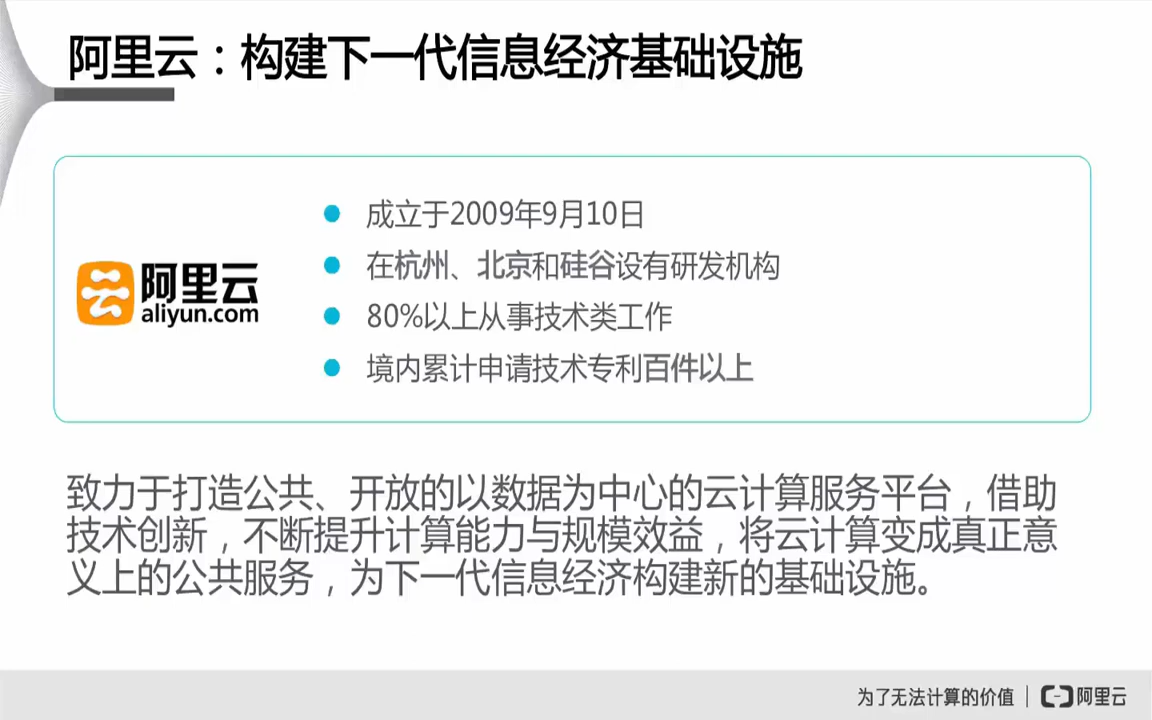 阿里云：构建下一代信息经济基础设施
阿里云
aliyun.com
成立于2009年9月10日
在杭州、北京和硅谷设有研发机构
80%以上从事技术类工作
境内累计申请技术专利百件以上
致力于打造公共、开放的以数据为中心的云计算服务平台，借助
技术创新，不断提升计算能力与规模效益，将云计算变成真正意
义上的公共服务，为下一代信息经济构建新的基础设施。
为了无法计算的价值 | 阿里云